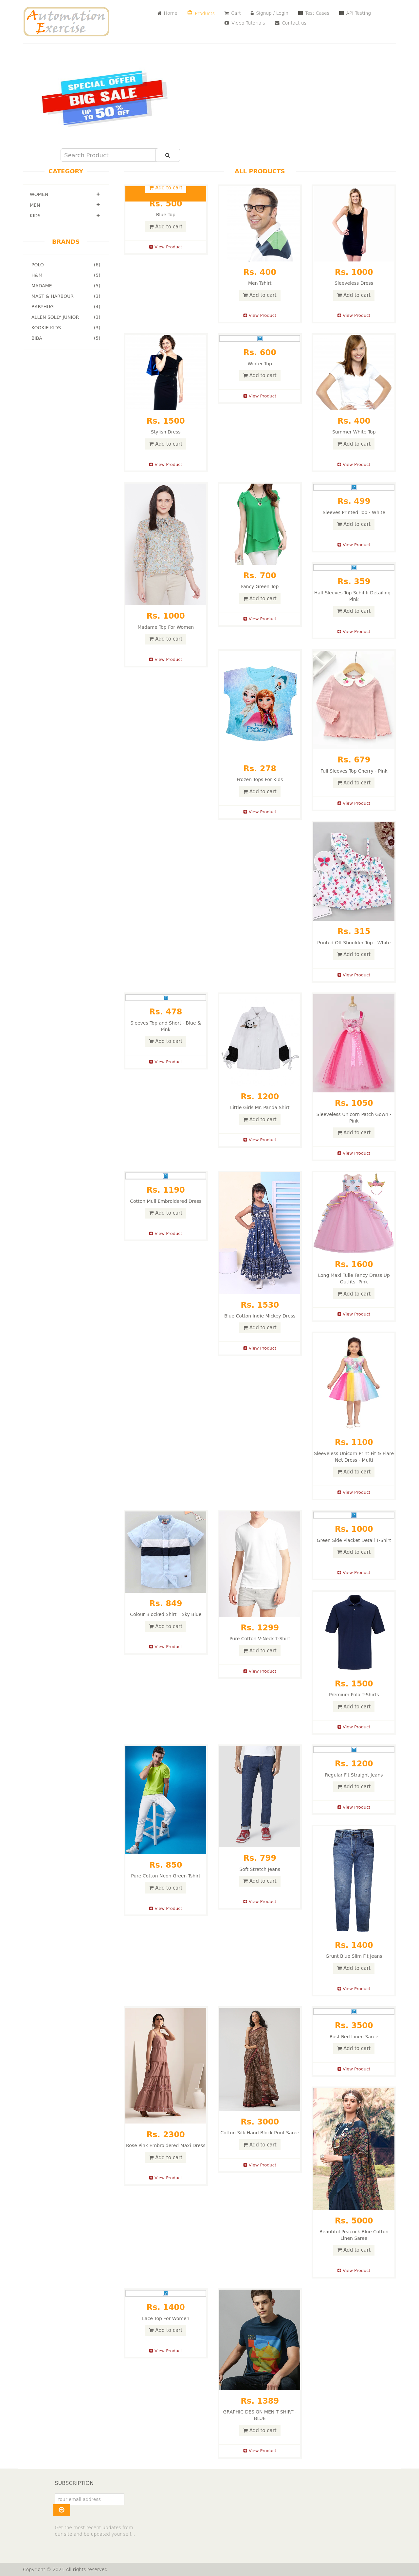 Automation
Exercise
Home
Products
Cart
Signup / Login
Test Cases
API Testing
Video Tutorials
Contact us
SPECIAL OFFER
BIG SALE
UP TO 50% OFF
Search Product
CATEGORY
WOMEN
MEN
KIDS
BRANDS
POLO (6)
H&M (5)
MADAME (5)
MAST & HARBOUR (3)
BABYHUG (4)
ALLEN SOLLY JUNIOR (3)
KOOKIE KIDS (3)
BIBA (5)
ALL PRODUCTS
Add to cart
Rs. 500
Blue Top
Add to cart
View Product
Rs. 400
Men Tshirt
Add to cart
View Product
Rs. 1000
Sleeveless Dress
Add to cart
View Product
Rs. 1500
Stylish Dress
Add to cart
View Product
Rs. 600
Winter Top
Add to cart
View Product
Rs. 400
Summer White Top
Add to cart
View Product
Rs. 1000
Madame Top For Women
Add to cart
View Product
Rs. 700
Fancy Green Top
Add to cart
View Product
Rs. 499
Sleeves Printed Top - White
Add to cart
View Product
Rs. 359
Half Sleeves Top Schiffli Detailing -
Pink
Add to cart
View Product
Rs. 278
Frozen Tops For Kids
Add to cart
View Product
Rs. 679
Full Sleeves Top Cherry - Pink
Add to cart
View Product
Rs. 315
Printed Off Shoulder Top - White
Add to cart
View Product
Rs. 478
Sleeves Top and Short - Blue &
Pink
Add to cart
View Product
Rs. 1200
Little Girls Mr. Panda Shirt
Add to cart
View Product
Rs. 1050
Sleeveless Unicorn Patch Gown -
Pink
Add to cart
View Product
Rs. 1190
Cotton Mull Embroidered Dress
Add to cart
View Product
Rs. 1530
Blue Cotton Indie Mickey Dress
Add to cart
View Product
Rs. 1600
Long Maxi Tulle Fancy Dress Up
Outfits -Pink
Add to cart
View Product
Rs. 1100
Sleeveless Unicorn Print Fit & Flare
Net Dress - Multi
Add to cart
View Product
Rs. 849
Colour Blocked Shirt – Sky Blue
Add to cart
View Product
Rs. 1299
Pure Cotton V-Neck T-Shirt
Add to cart
View Product
Rs. 1000
Green Side Placket Detail T-Shirt
Add to cart
View Product
Rs. 1500
Premium Polo T-Shirts
Add to cart
View Product
Rs. 850
Pure Cotton Neon Green Tshirt
Add to cart
View Product
Rs. 799
Soft Stretch Jeans
Add to cart
View Product
Rs. 1200
Regular Fit Straight Jeans
Add to cart
View Product
Rs. 1400
Grunt Blue Slim Fit Jeans
Add to cart
View Product
Rs. 2300
Rose Pink Embroidered Maxi Dress
Add to cart
View Product
Rs. 3000
Cotton Silk Hand Block Print Saree
Add to cart
View Product
Rs. 3500
Rust Red Linen Saree
Add to cart
View Product
Rs. 5000
Beautiful Peacock Blue Cotton
Linen Saree
Add to cart
View Product
Rs. 1400
Lace Top For Women
Add to cart
View Product
Rs. 1389
GRAPHIC DESIGN MEN T SHIRT -
BLUE
Add to cart
View Product
SUBSCRIPTION
Your email address
Get the most recent updates from
our site and be updated your self...
Copyright © 2021 All rights reserved